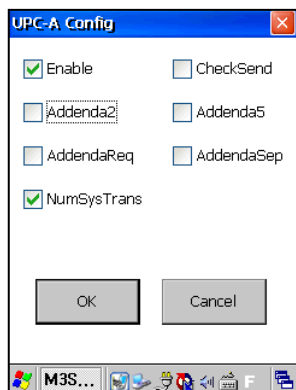 UPC-A Config
Enable CheckSend
Addenda2 Addenda5
AddendaReq AddendaSep
NumSysTrans
OK Cancel
M3S... F